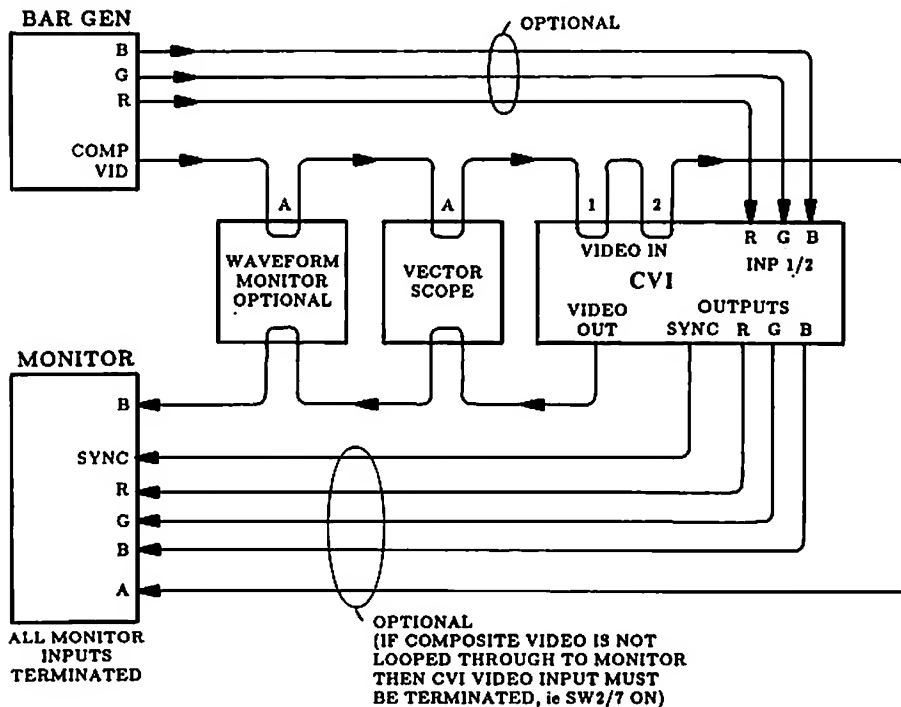 BAR GEN
B
G
R
COMP
VID
OPTIONAL
A
A
1
2
WAVEFORM
MONITOR
OPTIONAL
VECTOR
SCOPE
VIDEO IN
R G B
INP 1/2
CVI
VIDEO
OUT
OUTPUTS
SYNC R G B
MONITOR
B
SYNC
R
G
B
A
ALL MONITOR
INPUTS
TERMINATED
OPTIONAL
(IF COMPOSITE VIDEO IS NOT
LOOPED THROUGH TO MONITOR
THEN CVI VIDEO INPUT MUST
BE TERMINATED, ie SW2/7 ON)